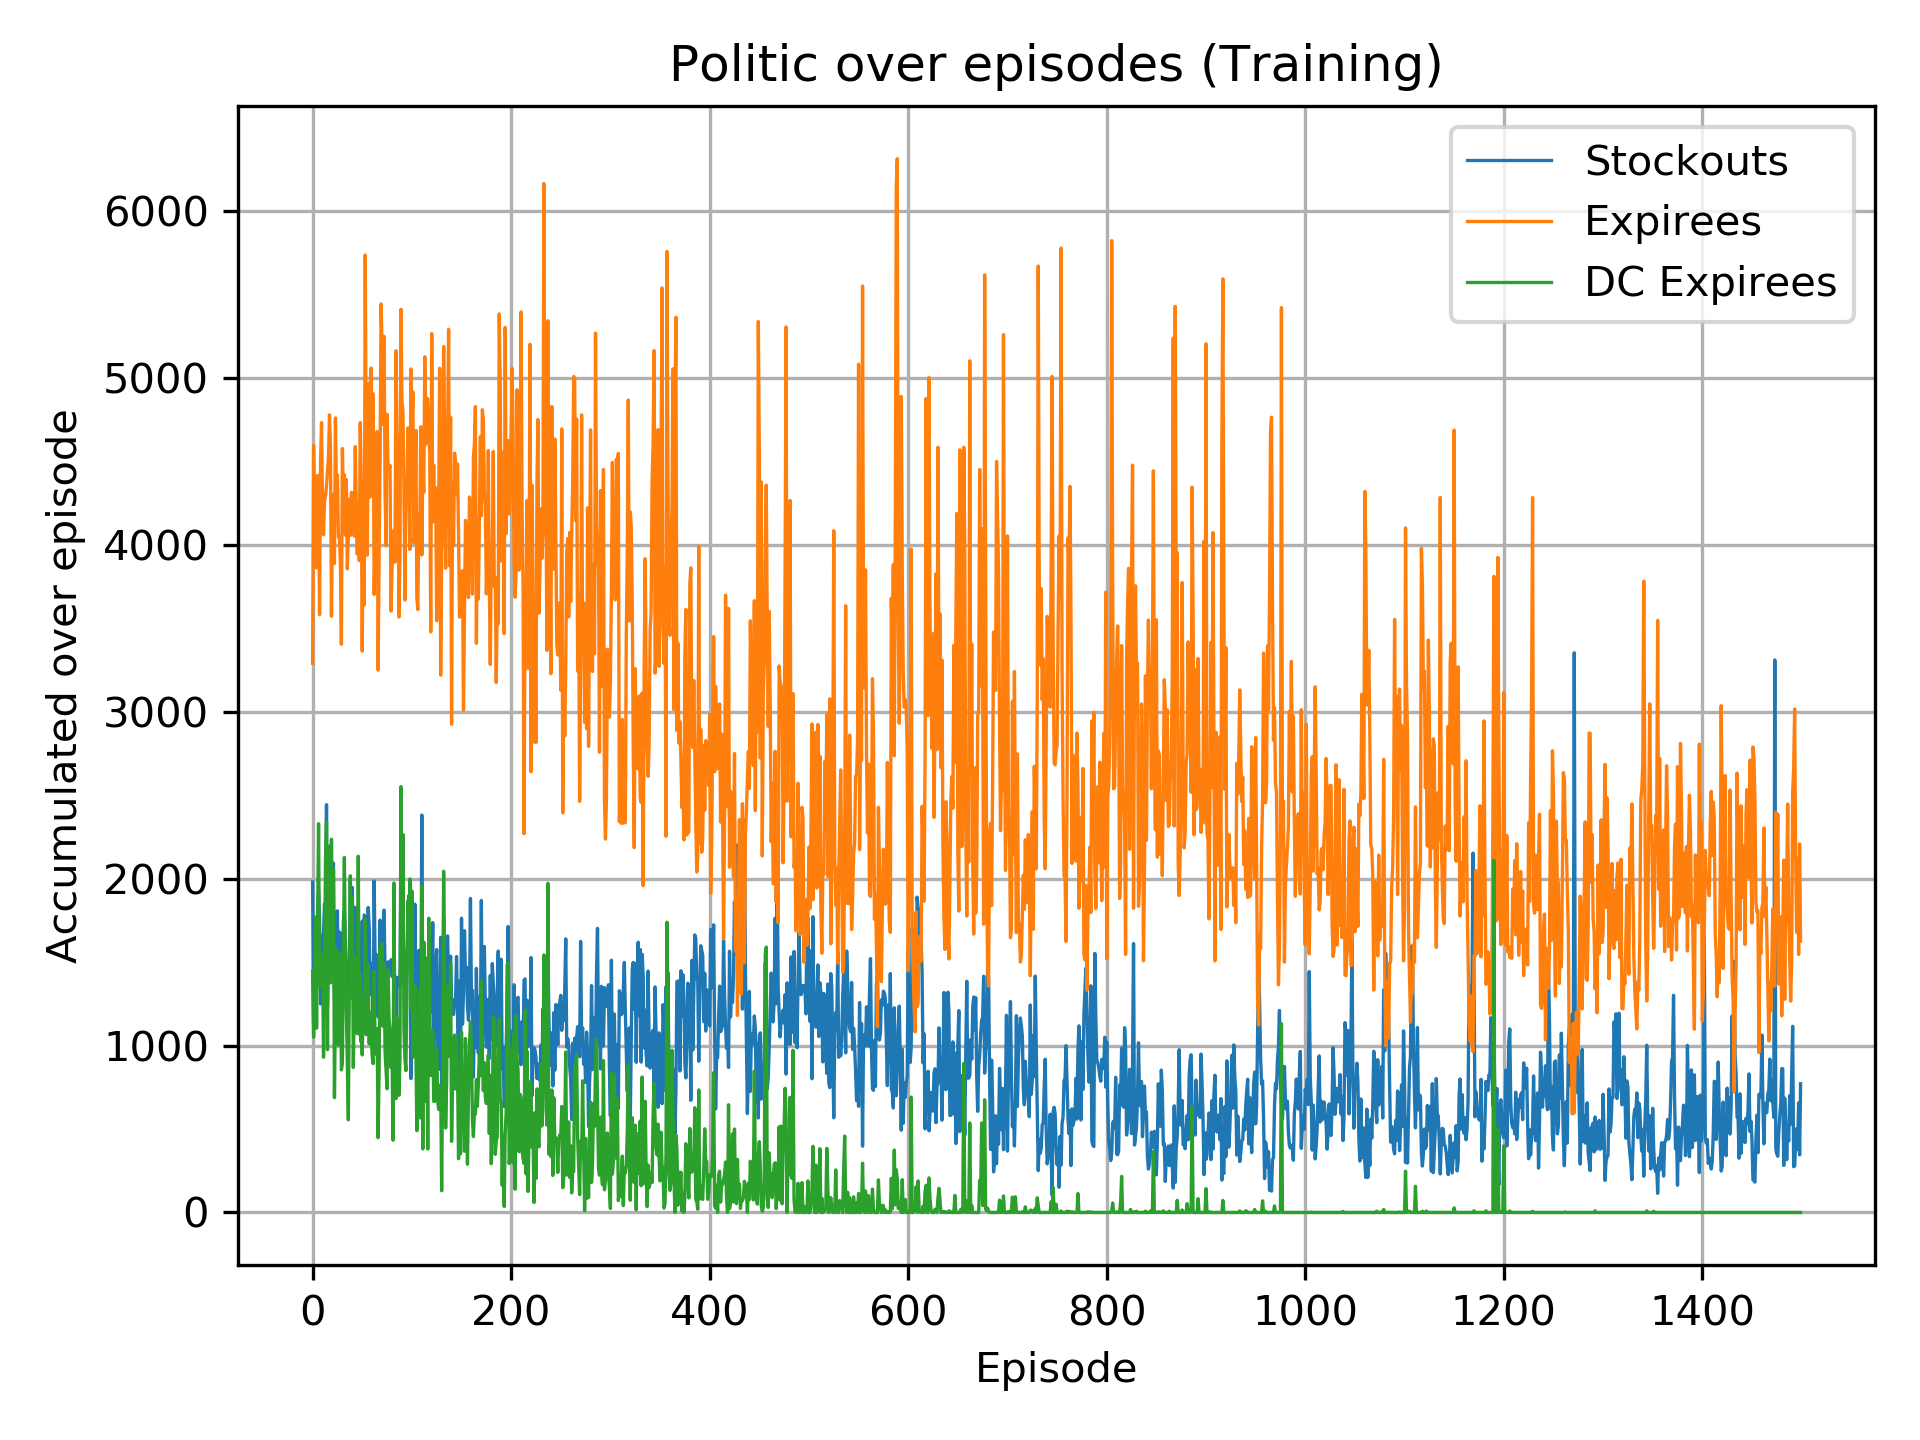 Politic over episodes (Training)
Stockouts
Expirees
DC Expirees
Accumulated over episode
6000
5000
4000
3000
2000
1000
0
0 200 400 600 800 1000 1200 1400
Episode